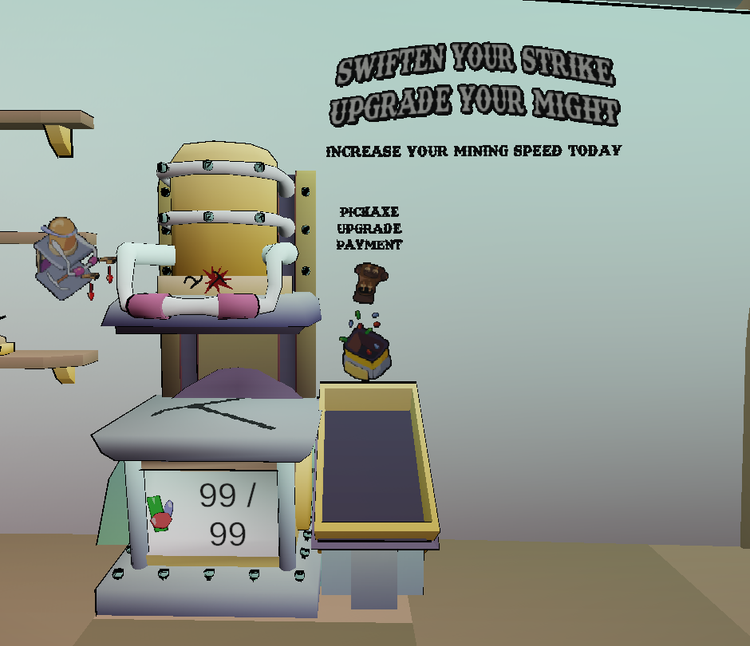 SWIFTEN YOUR STRIKE
UPGRADE YOUR MIGHT
INCREASE YOUR MINING SPEED TODAY
PICKAXE
UPGRADE
PAYMENT
99 /
99